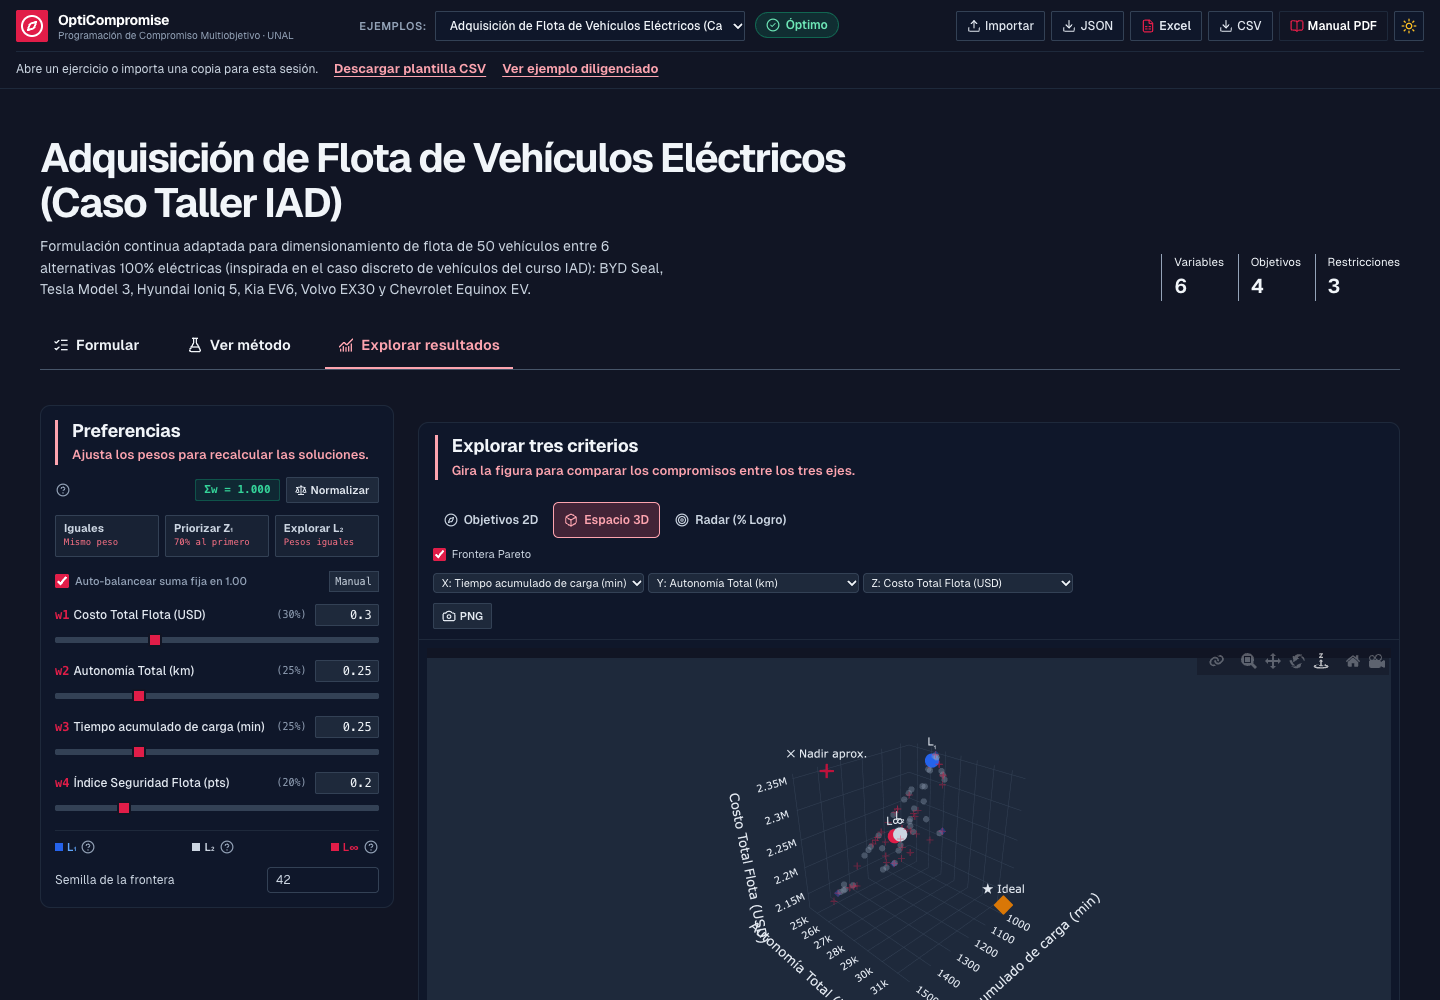 OptiCompromise
Programación de Compromiso Multiobjetivo · UNAL
EJEMPLOS:
Adquisición de Flota de Vehículos Eléctricos (Ca
Óptimo
Importar
JSON
Excel
CSV
Manual PDF
Abre un ejercicio o importa una copia para esta sesión.
Descargar plantilla CSV
Ver ejemplo diligenciado
Adquisición de Flota de Vehículos Eléctricos
(Caso Taller IAD)
Formulación continua adaptada para dimensionamiento de flota de 50 vehículos entre 6
alternativas 100% eléctricas (inspirada en el caso discreto de vehículos del curso IAD): BYD Seal,
Tesla Model 3, Hyundai Ioniq 5, Kia EV6, Volvo EX30 y Chevrolet Equinox EV.
Variables
6
Objetivos
4
Restricciones
3
Formular
Ver método
Explorar resultados
Preferencias
Ajusta los pesos para recalcular las soluciones.
Σw = 1.000
Normalizar
Iguales
Mismo peso
Priorizar Z₁
70% al primero
Explorar L₂
Pesos iguales
Auto-balancear suma fija en 1.00
Manual
w1 Costo Total Flota (USD) (30%) 0.3
w2 Autonomía Total (km) (25%) 0.25
w3 Tiempo acumulado de carga (min) (25%) 0.25
w4 Índice Seguridad Flota (pts) (20%) 0.2
L₁
L₂
L∞
Semilla de la frontera
42
Explorar tres criterios
Gira la figura para comparar los compromisos entre los tres ejes.
Objetivos 2D
Espacio 3D
Radar (% Logro)
Frontera Pareto
X: Tiempo acumulado de carga (min)
Y: Autonomía Total (km)
Z: Costo Total Flota (USD)
PNG
L₁
✕ Nadir aprox.
2.35M
2.3M
2.25M
2.2M
2.15M
Costo Total Flota (USD)
L∞
★ Ideal
25k
26k
27k
28k
29k
30k
31k
Autonomía Total (
1000
1100
1200
1300
1400
1500
umulado de carga (min)